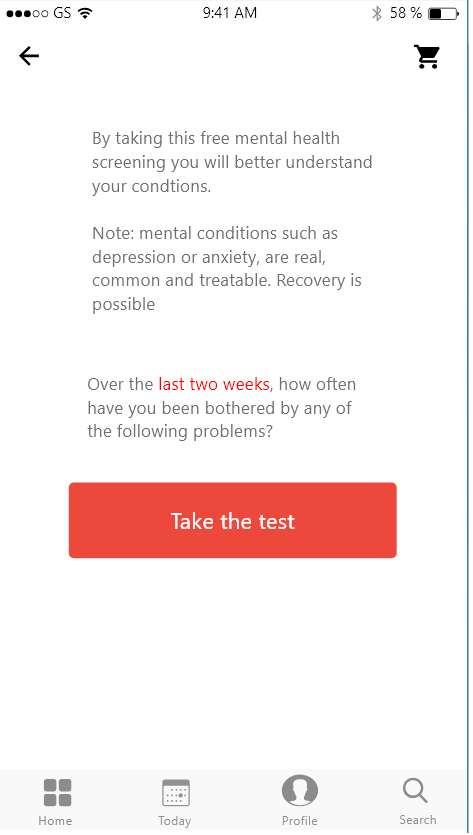 GS 9:41 AM 58 %
By taking this free mental health
screening you will better understand
your condtions.
Note: mental conditions such as
depression or anxiety, are real,
common and treatable. Recovery is
possible
Over the last two weeks, how often
have you been bothered by any of
the following problems?
Take the test
Home Today Profile Search